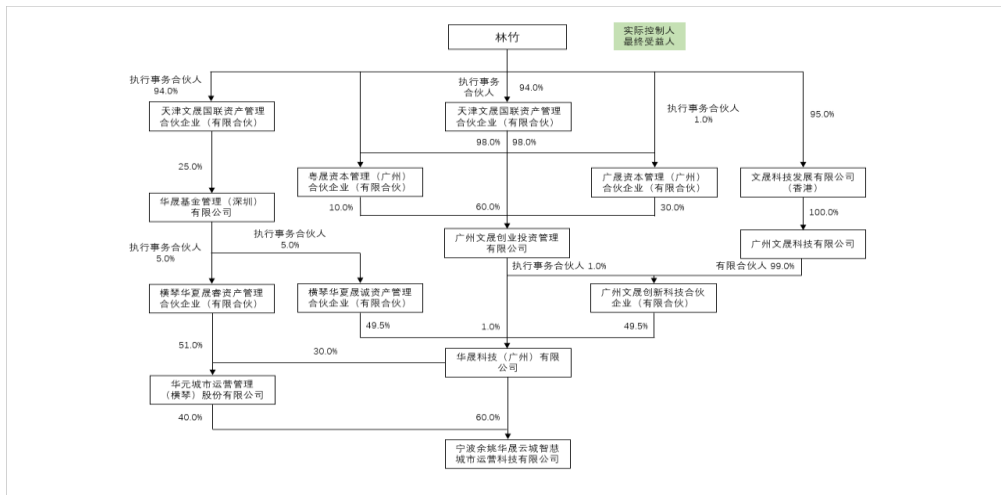 林竹
实际控制人
最终受益人
执行事务合伙人
94.0%
执行事务
合伙人
94.0%
执行事务合伙人
1.0%
95.0%
天津文晟国联资产管理
合伙企业（有限合伙）
天津文晟国联资产管理
合伙企业（有限合伙）
98.0%
98.0%
25.0%
粤晟资本管理（广州）
合伙企业（有限合伙）
广晟资本管理（广州）
合伙企业（有限合伙）
文晟科技发展有限公司
（香港）
华晟基金管理（深圳）
有限公司
10.0%
60.0%
30.0%
100.0%
执行事务合伙人
5.0%
执行事务合伙人
5.0%
广州文晟创业投资管理
有限公司
广州文晟科技有限公司
执行事务合伙人 1.0%
有限合伙人 99.0%
横琴华夏晟睿资产管理
合伙企业（有限合伙）
横琴华夏晟诚资产管理
合伙企业（有限合伙）
广州文晟创新科技合伙
企业（有限合伙）
49.5%
1.0%
49.5%
51.0%
30.0%
华晟科技（广州）有限
公司
华元城市运营管理
（横琴）股份有限公司
40.0%
60.0%
宁波余姚华晟云城智慧
城市运营科技有限公司